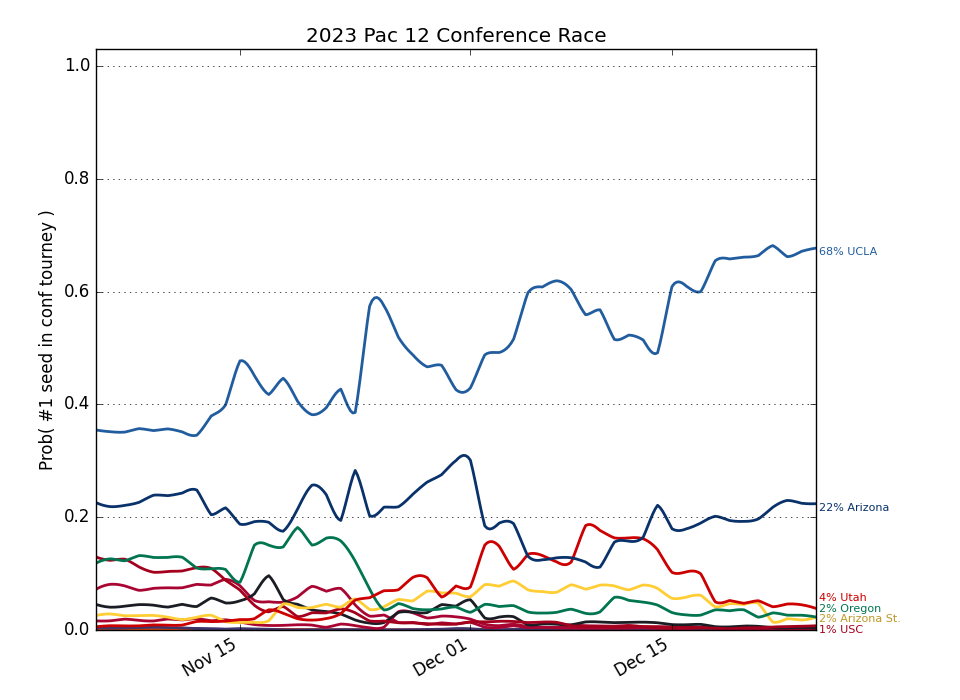 2023 Pac 12 Conference Race
Prob( #1 seed in conf tourney )
1.0
0.8
0.6
0.4
0.2
0.0
68% UCLA
22% Arizona
4% Utah
2% Oregon
2% Arizona St.
1% USC
Nov 15
Dec 01
Dec 15